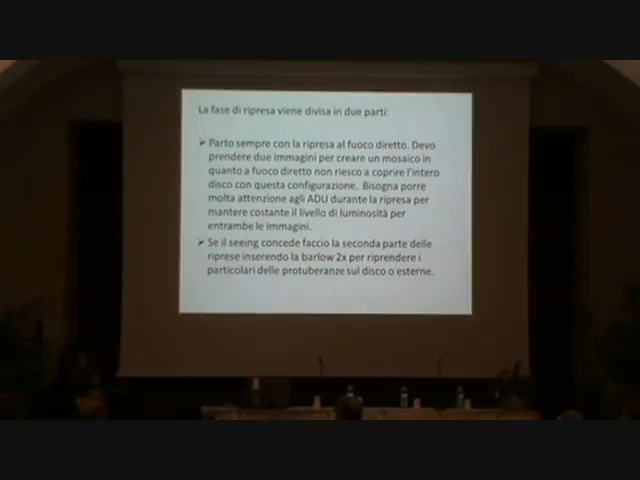 La fase di ripresa viene divisa in due parti:
➢ Parto sempre con la ripresa al fuoco diretto. Devo
prendere due immagini per creare un mosaico in
quanto a fuoco diretto non riesco a coprire l'intero
disco con questa configurazione. Bisogna porre
molta attenzione agli ADU durante la ripresa per
mantere costante il livello di luminosità per
entrambe le immagini.
➢ Se il seeing concede faccio la seconda parte delle
riprese inserendo la barlow 2x per riprendere i
particolari delle protuberanze sul disco o esterne.